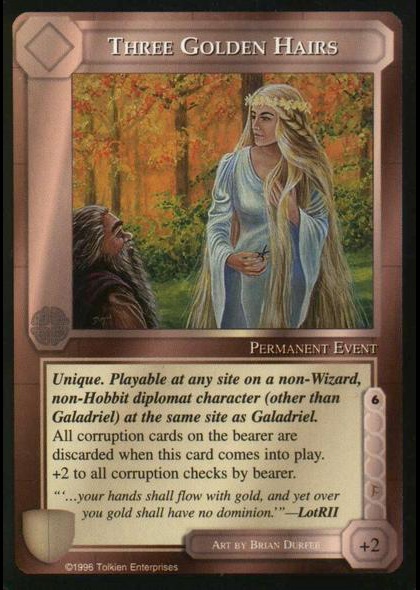 THREE GOLDEN HAIRS
PERMANENT EVENT
Unique. Playable at any site on a non-Wizard,
non-Hobbit diplomat character (other than
Galadriel) at the same site as Galadriel.
All corruption cards on the bearer are
discarded when this card comes into play.
+2 to all corruption checks by bearer.
“‘...your hands shall flow with gold, and yet over
you gold shall have no dominion.’”—LotRII
6
F
ART BY BRIAN DURFEE
+2
©1996 Tolkien Enterprises